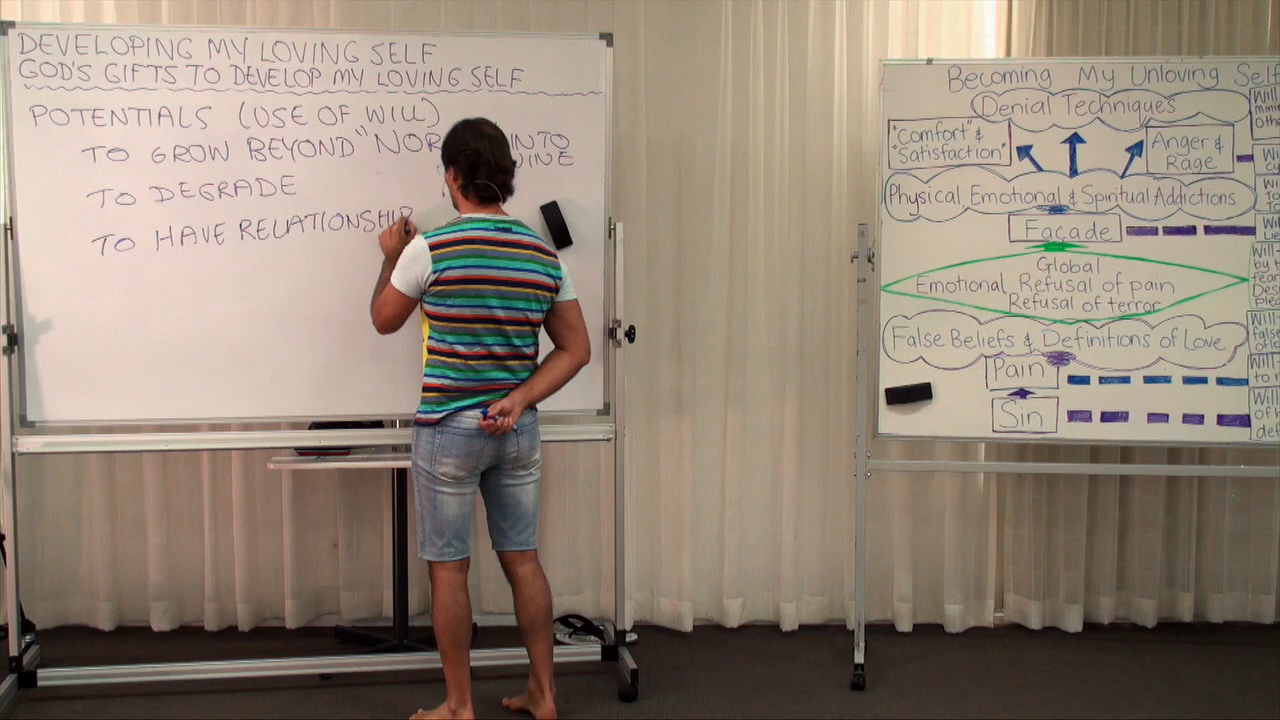 DEVELOPING MY LOVING SELF
GOD'S GIFTS TO DEVELOP MY LOVING SELF
POTENTIALS (USE OF WILL)
TO GROW BEYOND "NOR INTO
TO DEGRADE
TO HAVE RELATIONSHIP
Becoming My Unloving Self
Denial Techniques
"Comfort" &
"Satisfaction"
Anger &
Rage
Physical, Emotional & Spiritual Addictions
Façade
Global
Emotional Refusal of pain
Refusal of terror
False Beliefs & Definitions of Love
Pain
Sin